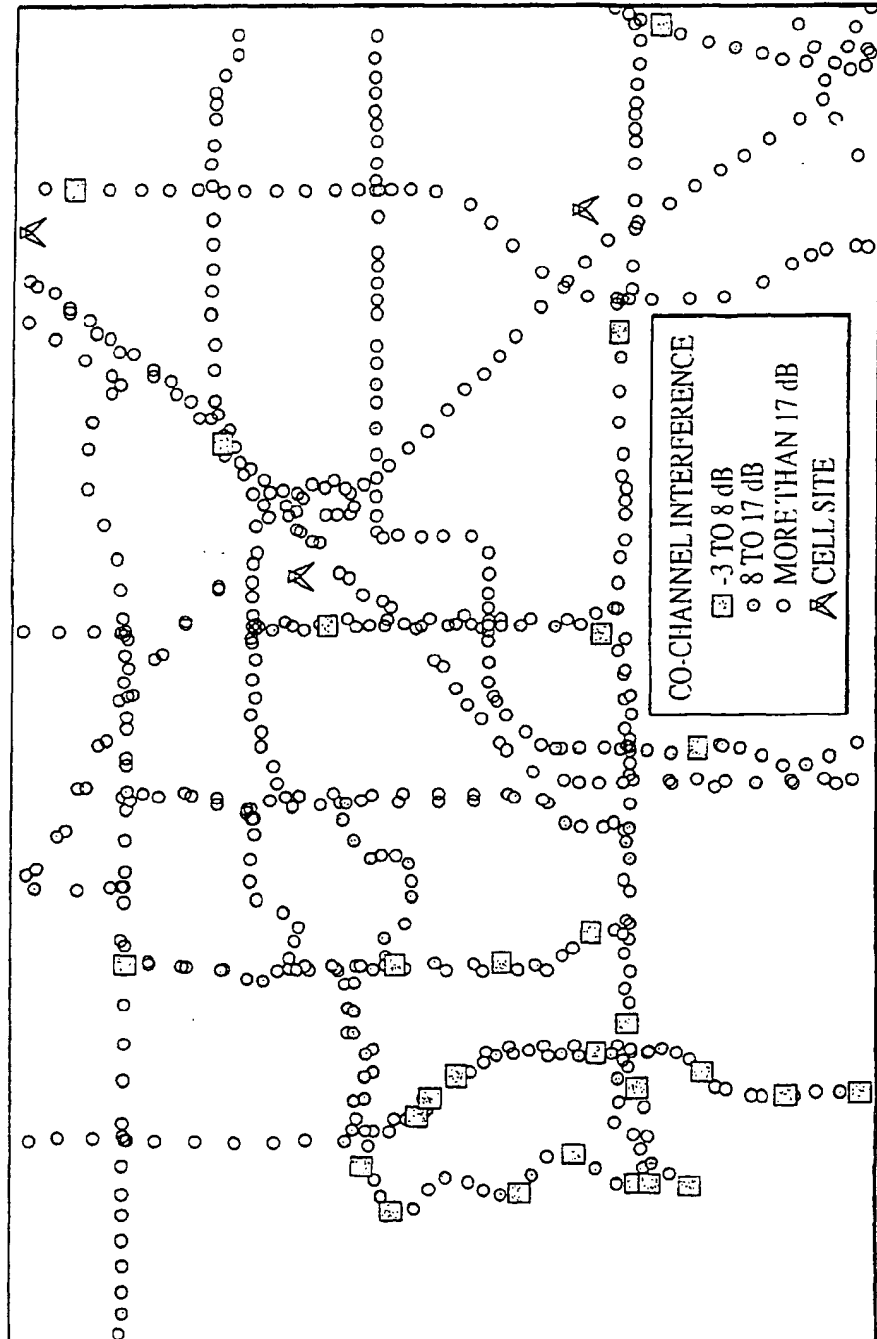 CO-CHANNEL INTERFERENCE
-3 TO 8 dB
8 TO 17 dB
MORE THAN 17 dB
CELL SITE